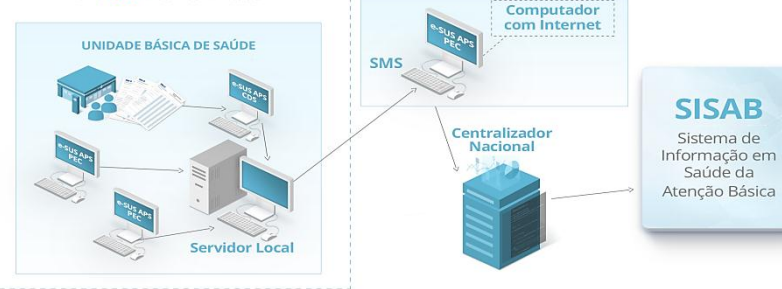 UNIDADE BÁSICA DE SAÚDE
e-SUS APS
CDS
e-SUS APS
PEC
e-SUS APS
PEC
Servidor Local
SMS
e-SUS APS
PEC
Computador
com Internet
Centralizador
Nacional
SISAB
Sistema de
Informação em
Saúde da
Atenção Básica